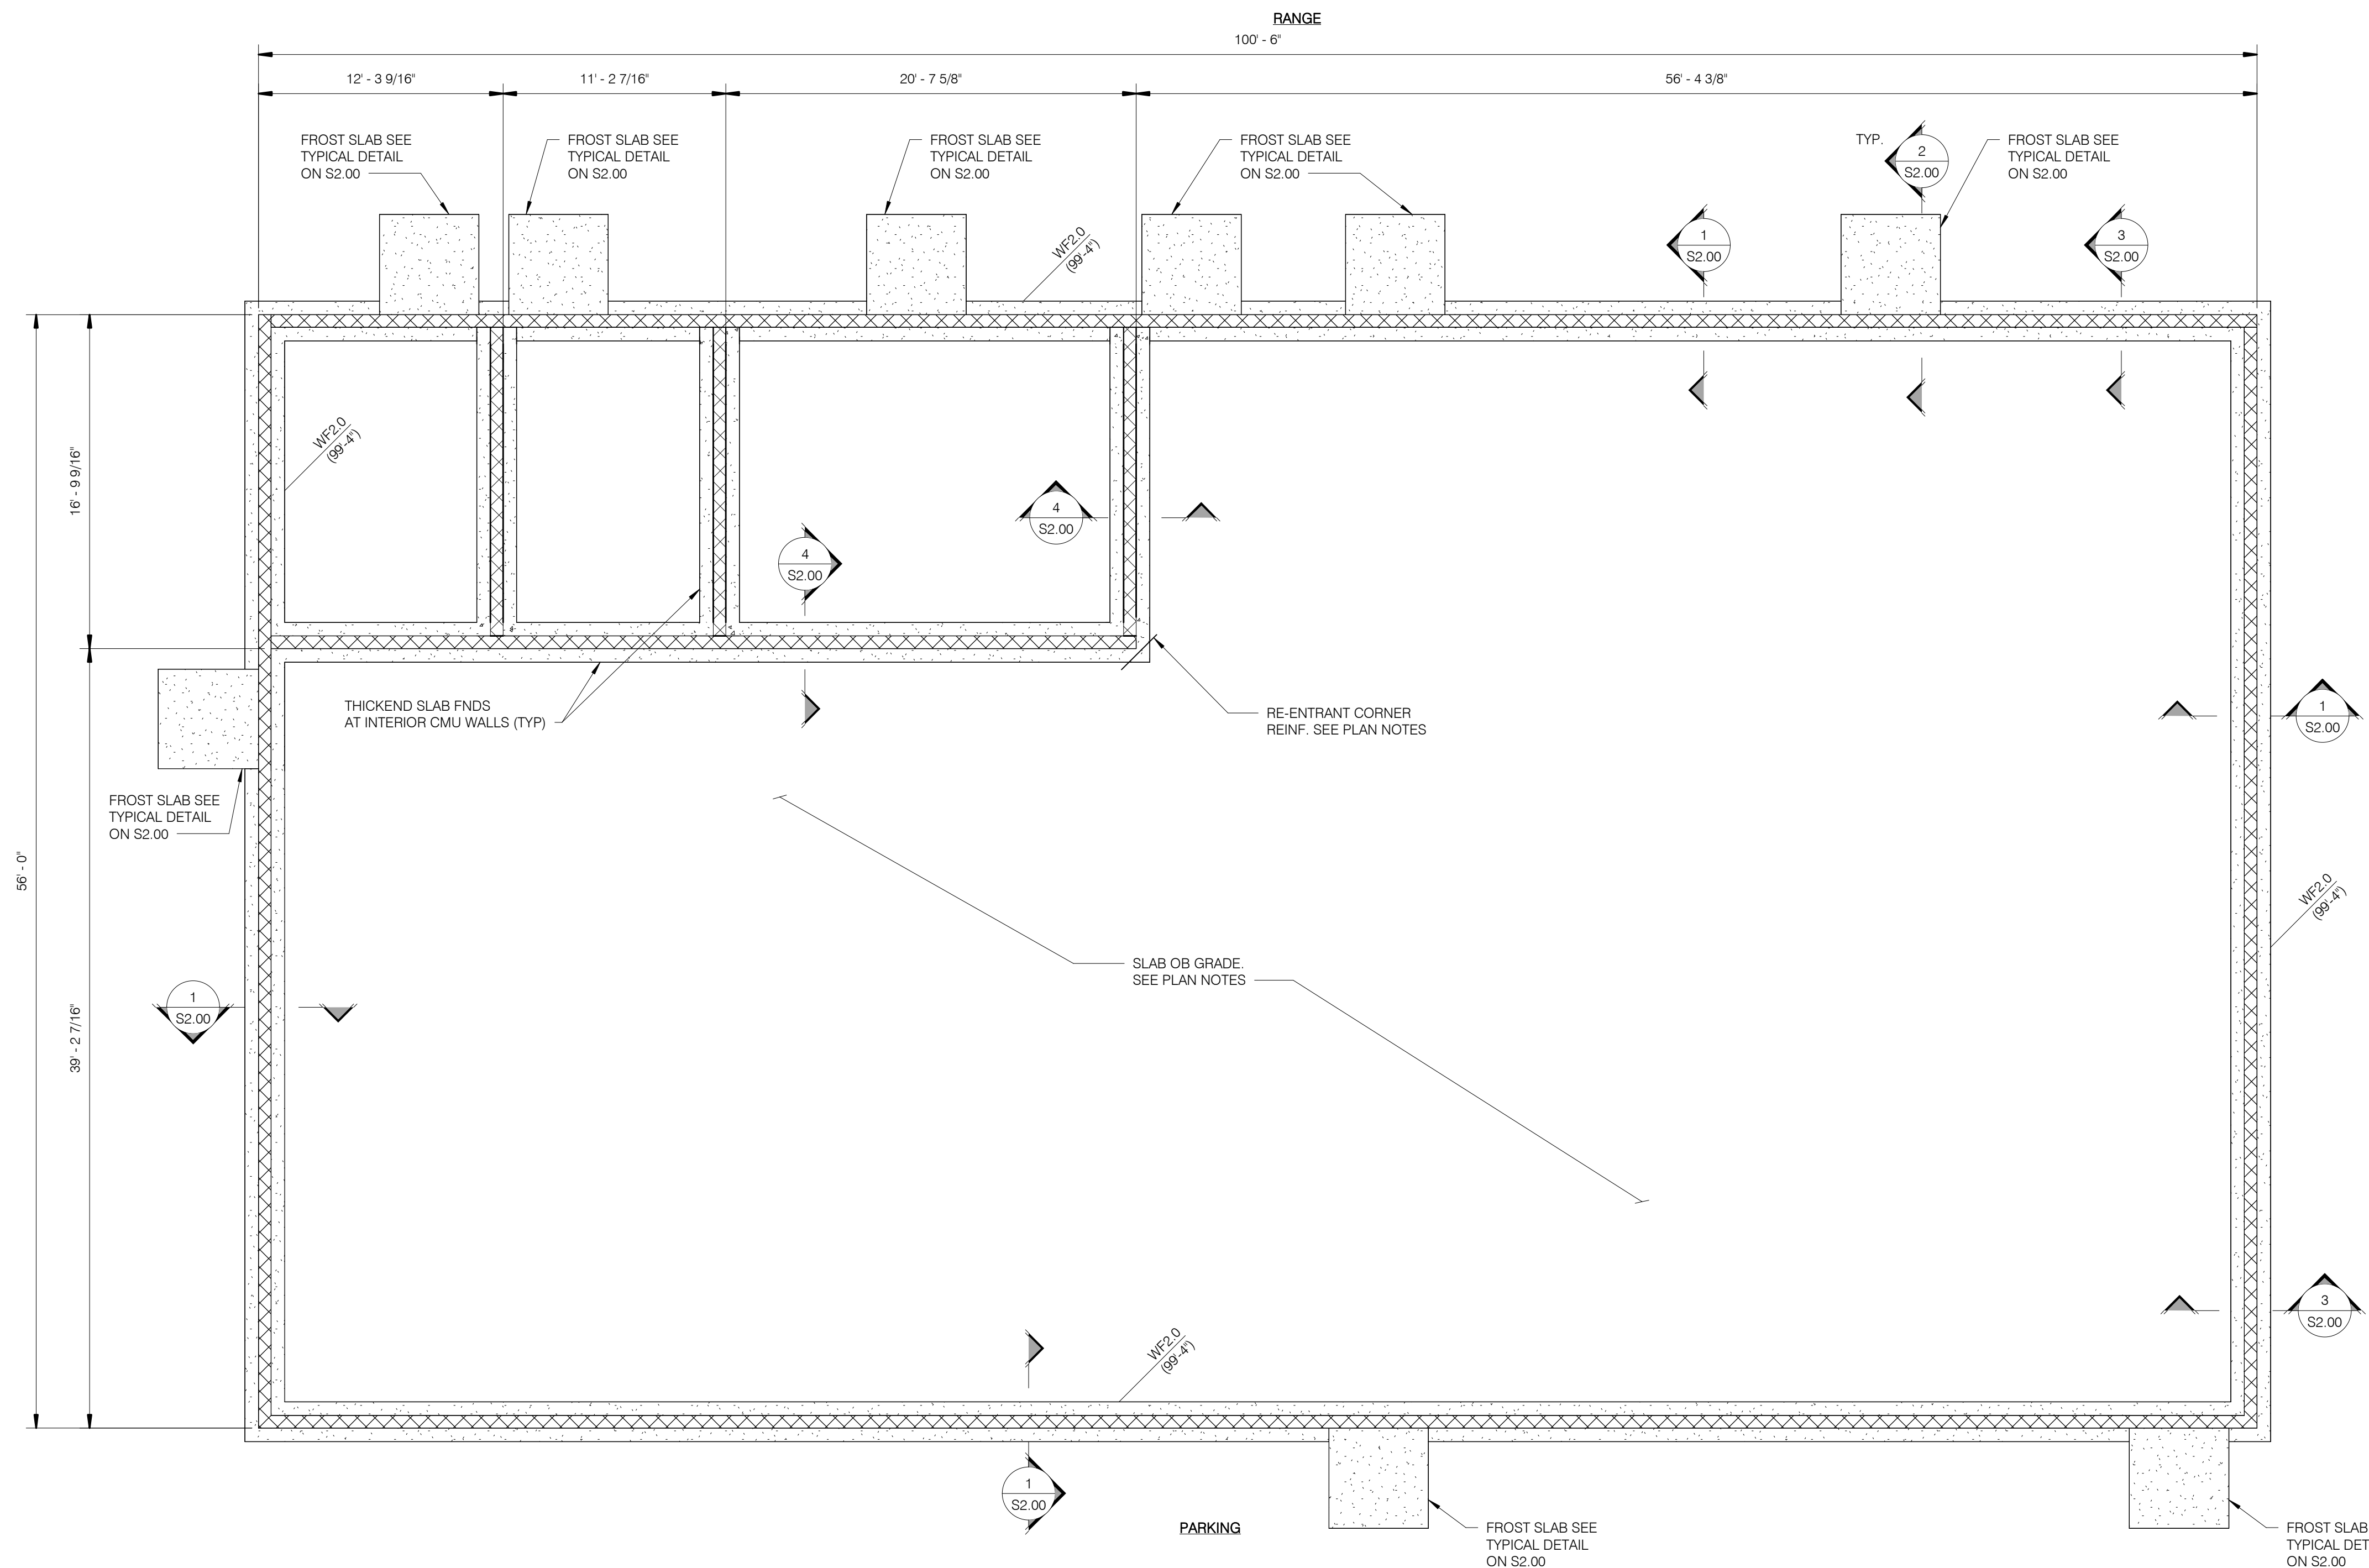 RANGE
100' - 6"
12' - 3 9/16"
11' - 2 7/16"
20' - 7 5/8"
56' - 4 3/8"
FROST SLAB SEE
TYPICAL DETAIL
ON S2.00
FROST SLAB SEE
TYPICAL DETAIL
ON S2.00
FROST SLAB SEE
TYPICAL DETAIL
ON S2.00
FROST SLAB SEE
TYPICAL DETAIL
ON S2.00
TYP.
2
S2.00
FROST SLAB SEE
TYPICAL DETAIL
ON S2.00
WF2.0
(99'-4")
1
S2.00
3
S2.00
WF2.0
(99'-4")
16' - 9 9/16"
4
S2.00
4
S2.00
THICKEND SLAB FNDS
AT INTERIOR CMU WALLS (TYP)
RE-ENTRANT CORNER
REINF. SEE PLAN NOTES
1
S2.00
FROST SLAB SEE
TYPICAL DETAIL
ON S2.00
56' - 0"
WF2.0
(99'-4")
SLAB OB GRADE.
SEE PLAN NOTES
1
S2.00
39' - 2 7/16"
3
S2.00
WF2.0
(99'-4")
1
S2.00
PARKING
FROST SLAB SEE
TYPICAL DETAIL
ON S2.00
FROST SLAB
TYPICAL DET
ON S2.00